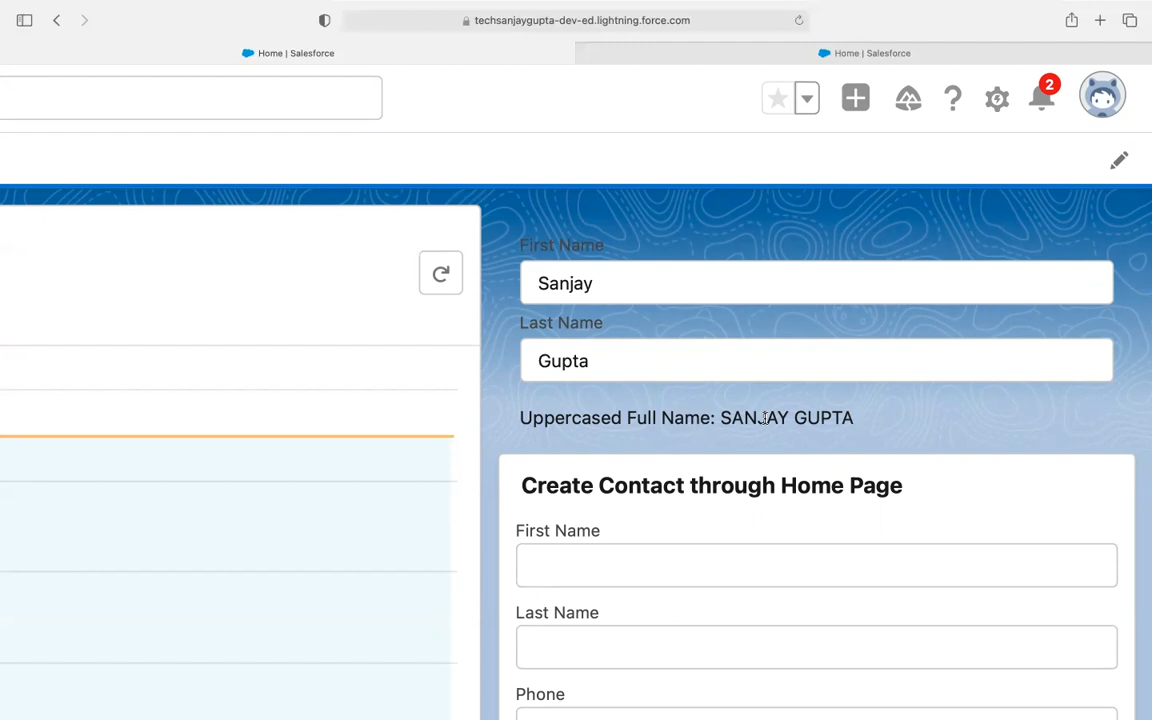 techsanjaygupta-dev-ed.lightning.force.com
Home | Salesforce
Home | Salesforce
2
First Name
Sanjay
Last Name
Gupta
Uppercased Full Name: SANJAY GUPTA
Create Contact through Home Page
First Name
Last Name
Phone